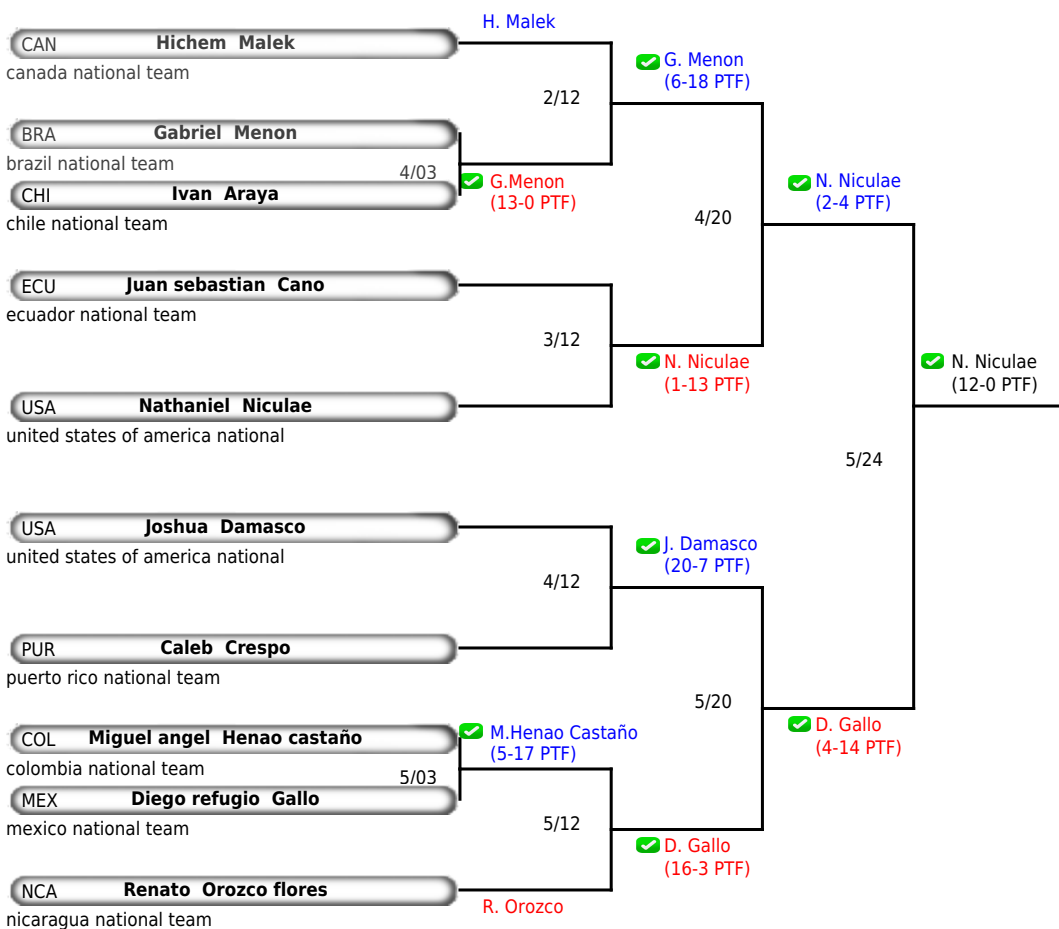 H. Malek
CAN Hichem Malek
canada national team
G. Menon
(6-18 PTF)
2/12
BRA Gabriel Menon
brazil national team
4/03
CHI Ivan Araya
chile national team
G.Menon
(13-0 PTF)
N. Niculae
(2-4 PTF)
4/20
ECU Juan sebastian Cano
ecuador national team
3/12
N. Niculae
(1-13 PTF)
N. Niculae
(12-0 PTF)
USA Nathaniel Niculae
united states of america national
5/24
USA Joshua Damasco
united states of america national
J. Damasco
(20-7 PTF)
4/12
PUR Caleb Crespo
puerto rico national team
5/20
COL Miguel angel Henao castaño
colombia national team
M.Henao Castaño
(5-17 PTF)
D. Gallo
(4-14 PTF)
5/03
MEX Diego refugio Gallo
mexico national team
5/12
D. Gallo
(16-3 PTF)
NCA Renato Orozco flores
nicaragua national team
R. Orozco